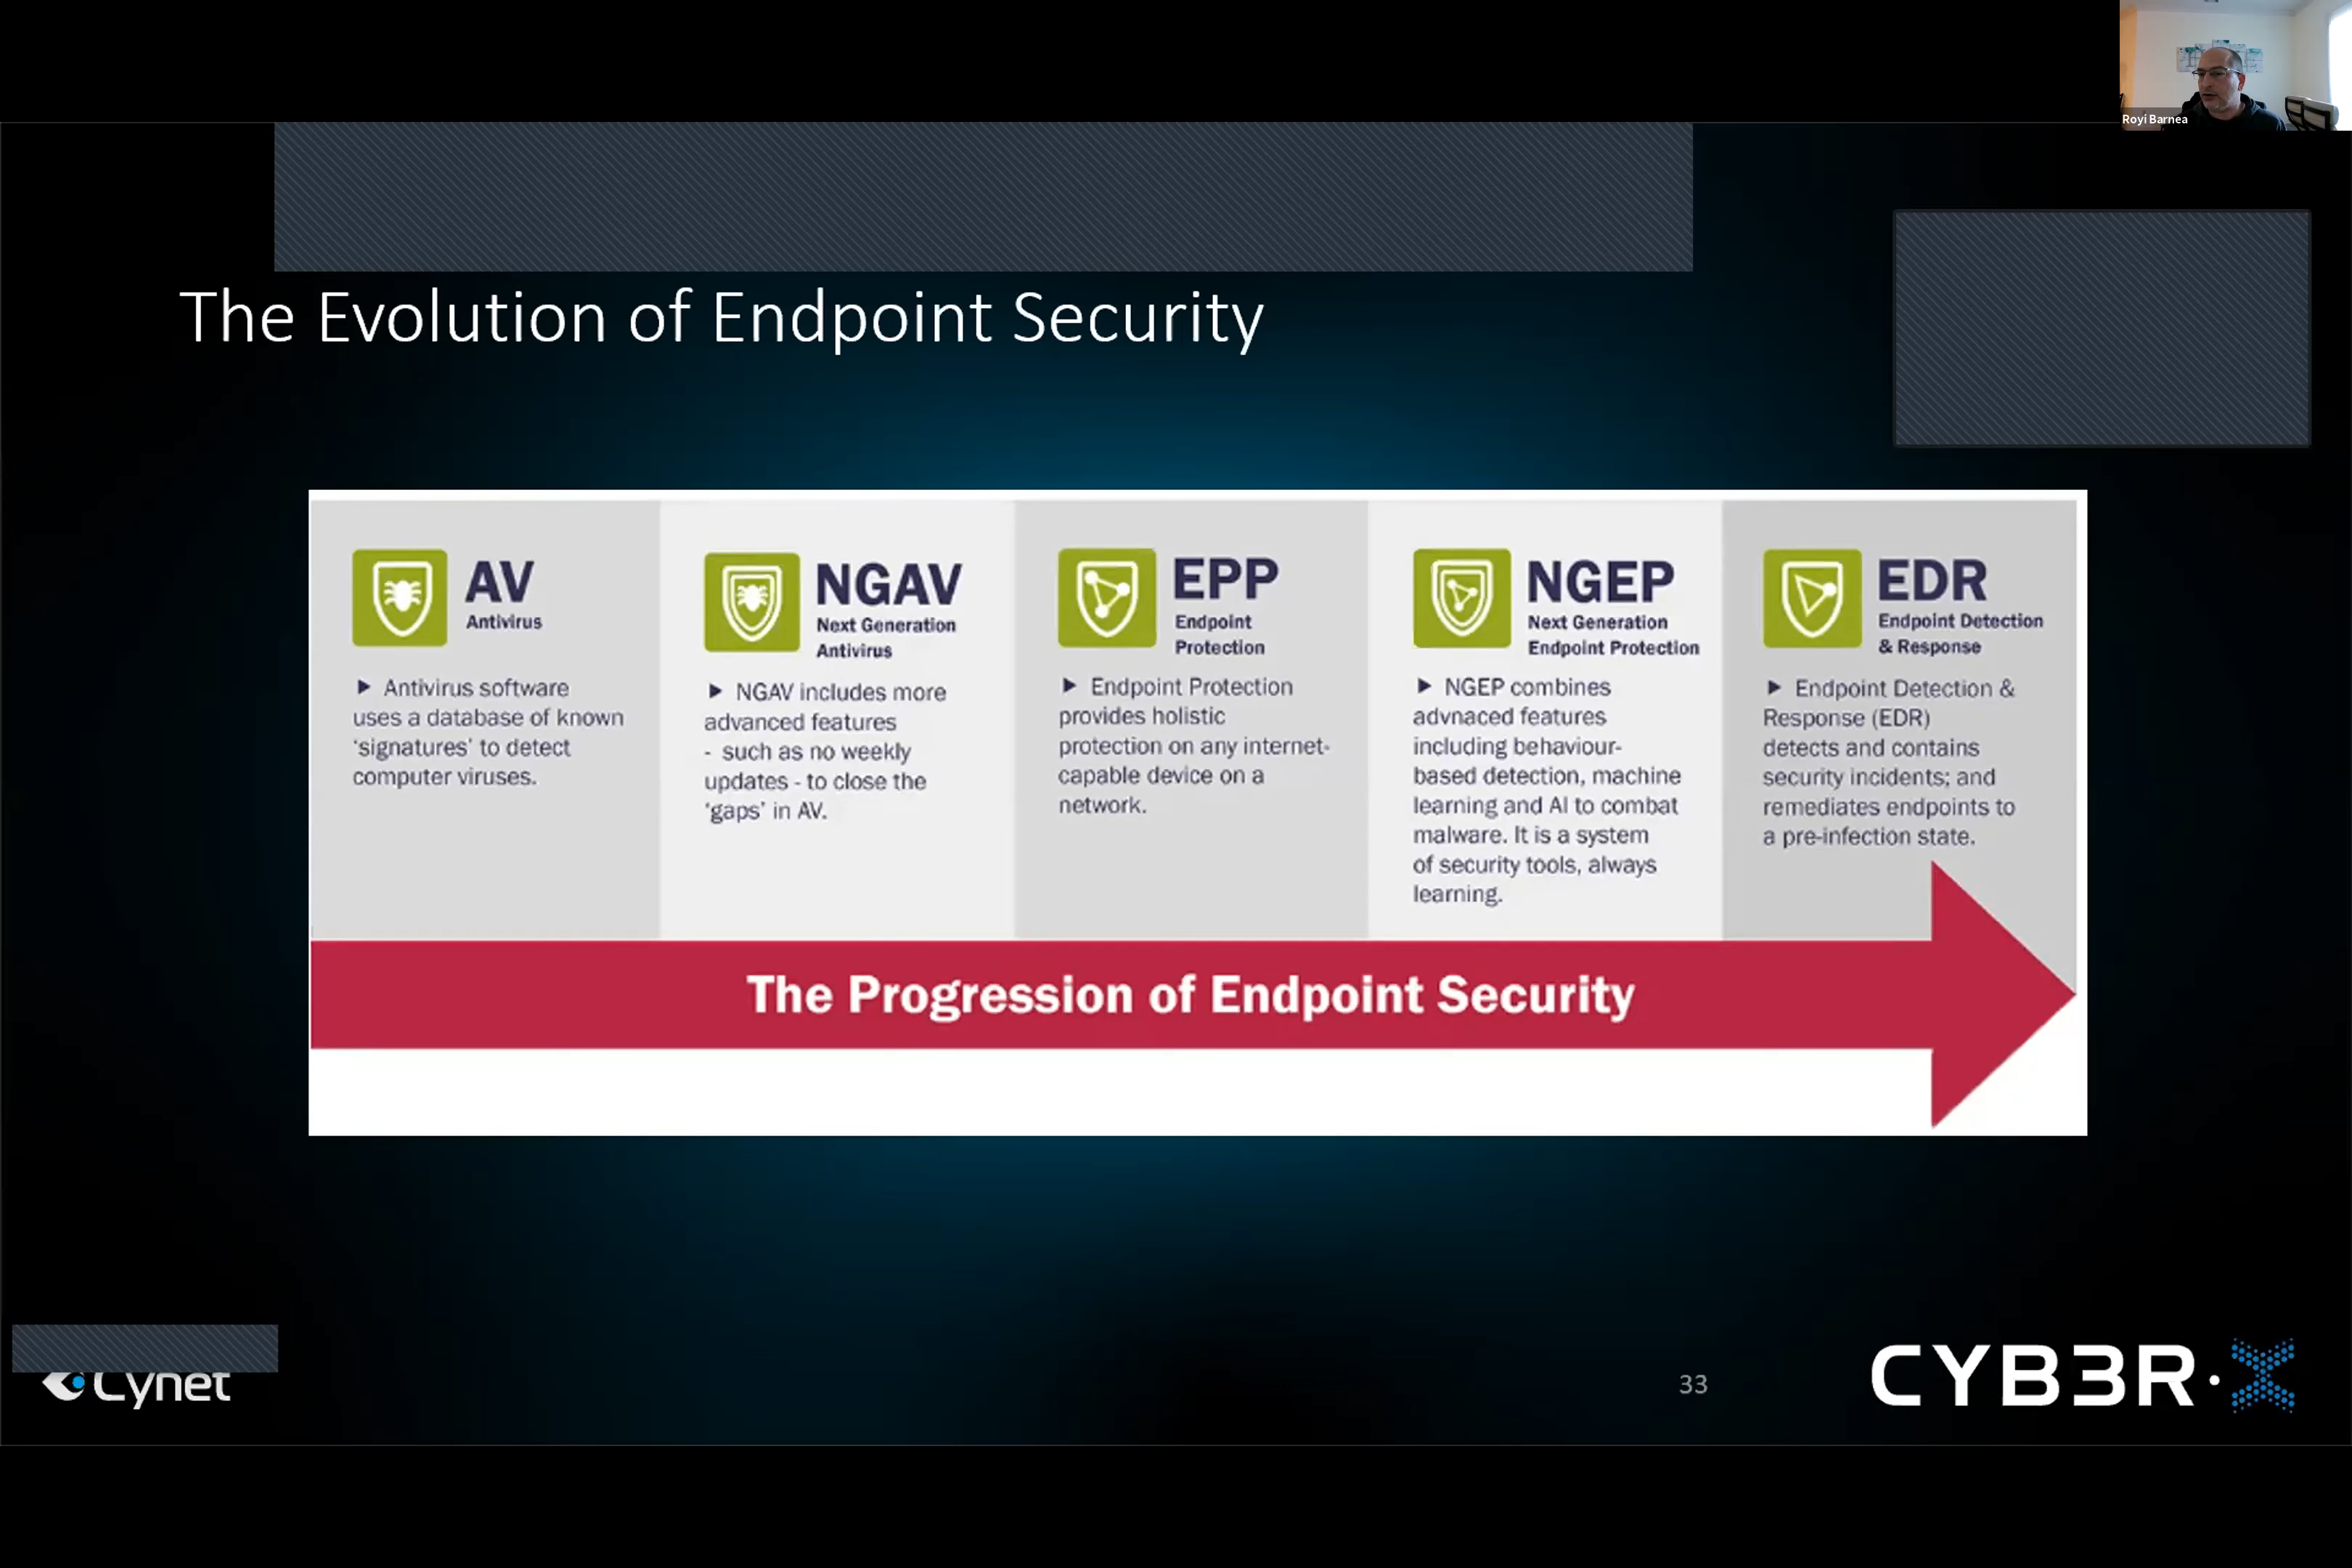 Royi Barnea
The Evolution of Endpoint Security
AV
Antivirus
► Antivirus software
uses a database of known
‘signatures’ to detect
computer viruses.
NGAV
Next Generation
Antivirus
► NGAV includes more
advanced features
- such as no weekly
updates - to close the
‘gaps’ in AV.
EPP
Endpoint
Protection
► Endpoint Protection
provides holistic
protection on any internet-
capable device on a
network.
NGEP
Next Generation
Endpoint Protection
► NGEP combines
advnaced features
including behaviour-
based detection, machine
learning and AI to combat
malware. It is a system
of security tools, always
learning.
EDR
Endpoint Detection
& Response
► Endpoint Detection &
Response (EDR)
detects and contains
security incidents; and
remediates endpoints to
a pre-infection state.
The Progression of Endpoint Security
Cynet
33
CYB3R·X